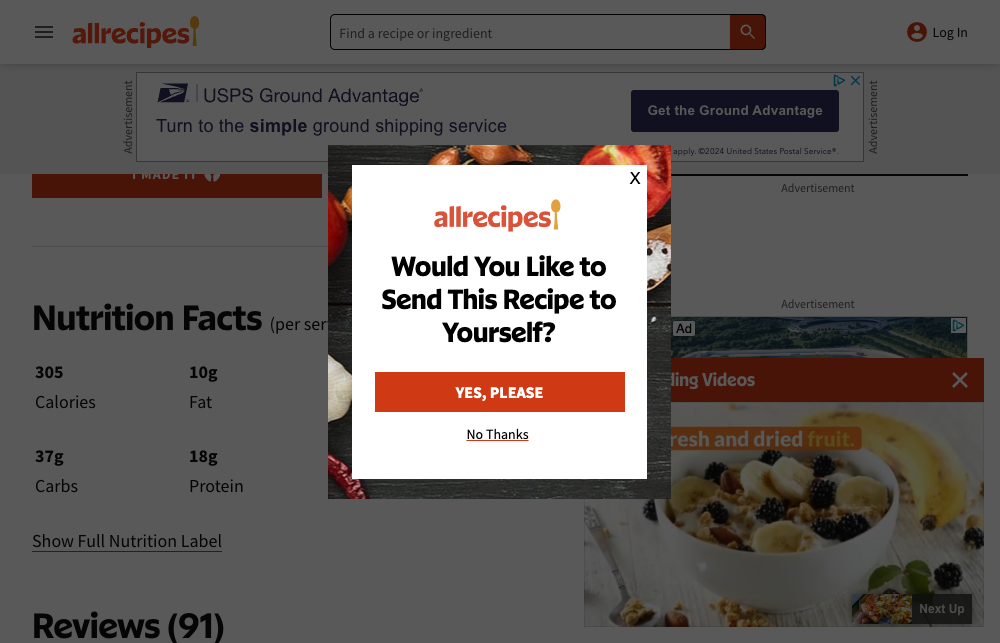 allrecipes
Find a recipe or ingredient
Log In
Advertisement
USPS Ground Advantage®
Turn to the simple ground shipping service
Get the Ground Advantage
apply. ©2024 United States Postal Service®.
Advertisement
I MADE IT
Advertisement
X
allrecipes
Would You Like to
Send This Recipe to
Yourself?
YES, PLEASE
No Thanks
Nutrition Facts (per ser
305
Calories
10g
Fat
37g
Carbs
18g
Protein
Show Full Nutrition Label
Reviews (91)
Advertisement
Ad
ding Videos
resh and dried fruit.
Next Up